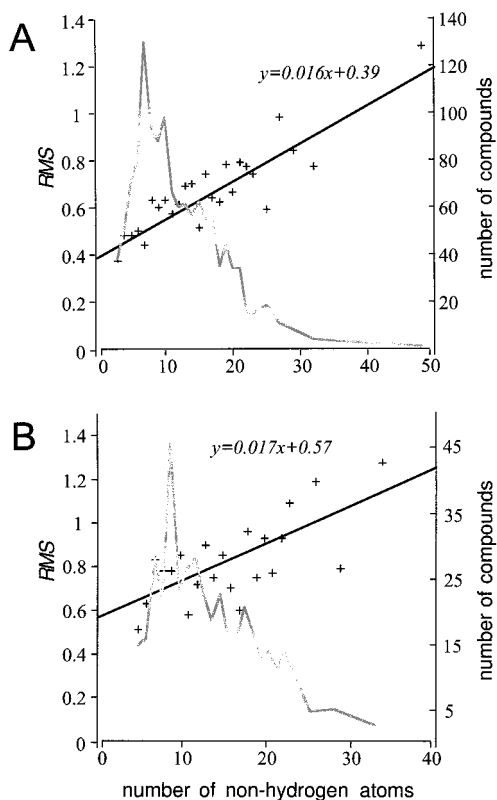 A
1.4
1.2
1
0.8
0.6
0.4
0.2
0
RMS
y=0.016x+0.39
140
120
100
80
60
40
20
number of compounds
0 10 20 30 40 50
B
1.4
1.2
1
0.8
0.6
0.4
0.2
0
RMS
y=0.017x+0.57
45
35
25
15
5
number of compounds
0 10 20 30 40
number of non-hydrogen atoms